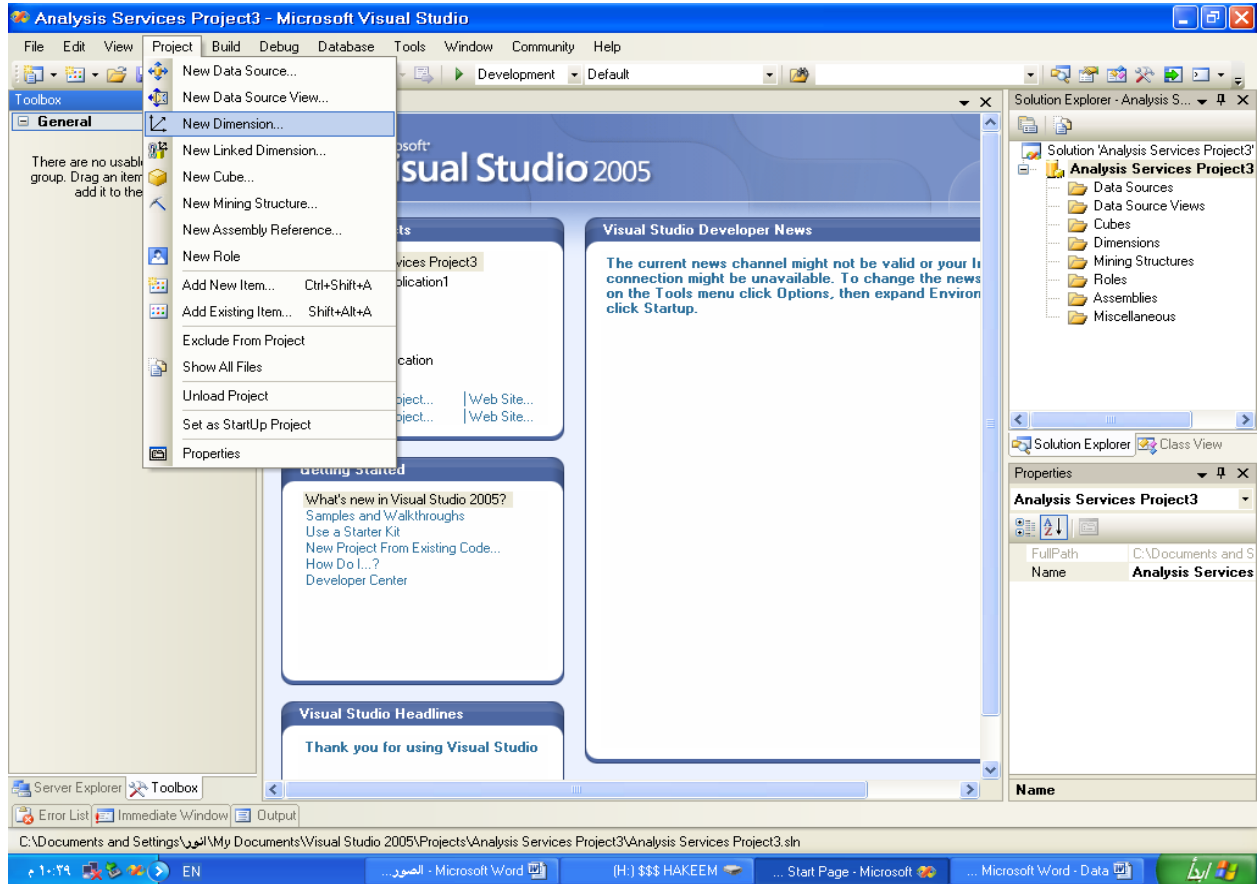 Analysis Services Project3 - Microsoft Visual Studio
File Edit View Project Build Debug Database Tools Window Community Help
Development Default
Toolbox
General
There are no usabl
group. Drag an item
add it to the
New Data Source...
New Data Source View...
New Dimension...
New Linked Dimension...
New Cube...
New Mining Structure...
New Assembly Reference...
New Role
Add New Item... Ctrl+Shift+A
Add Existing Item... Shift+Alt+A
Exclude From Project
Show All Files
Unload Project
Set as StartUp Project
Properties
isual Studio 2005
ts
vices Project3
plication1
cation
oject... Web Site...
oject... Web Site...
Getting Started
What's new in Visual Studio 2005?
Samples and Walkthroughs
Use a Starter Kit
New Project From Existing Code...
How Do I...?
Developer Center
Visual Studio Headlines
Thank you for using Visual Studio
Visual Studio Developer News
The current news channel might not be valid or your In
connection might be unavailable. To change the news
on the Tools menu click Options, then expand Environ
click Startup.
Solution Explorer - Analysis S...
Solution 'Analysis Services Project3'
Analysis Services Project3
Data Sources
Data Source Views
Cubes
Dimensions
Mining Structures
Roles
Assemblies
Miscellaneous
Solution Explorer Class View
Properties
Analysis Services Project3
FullPath C:\Documents and S
Name Analysis Services
Name
Server Explorer Toolbox
Error List Immediate Window Output
C:\Documents and Settings\انور\My Documents\Visual Studio 2005\Projects\Analysis Services Project3\Analysis Services Project3.sln
١٠:٣٩ م EN ...الصور - Microsoft Word (H:) $$$ HAKEEM ... Start Page - Microsoft ... Microsoft Word - Data ابدأ